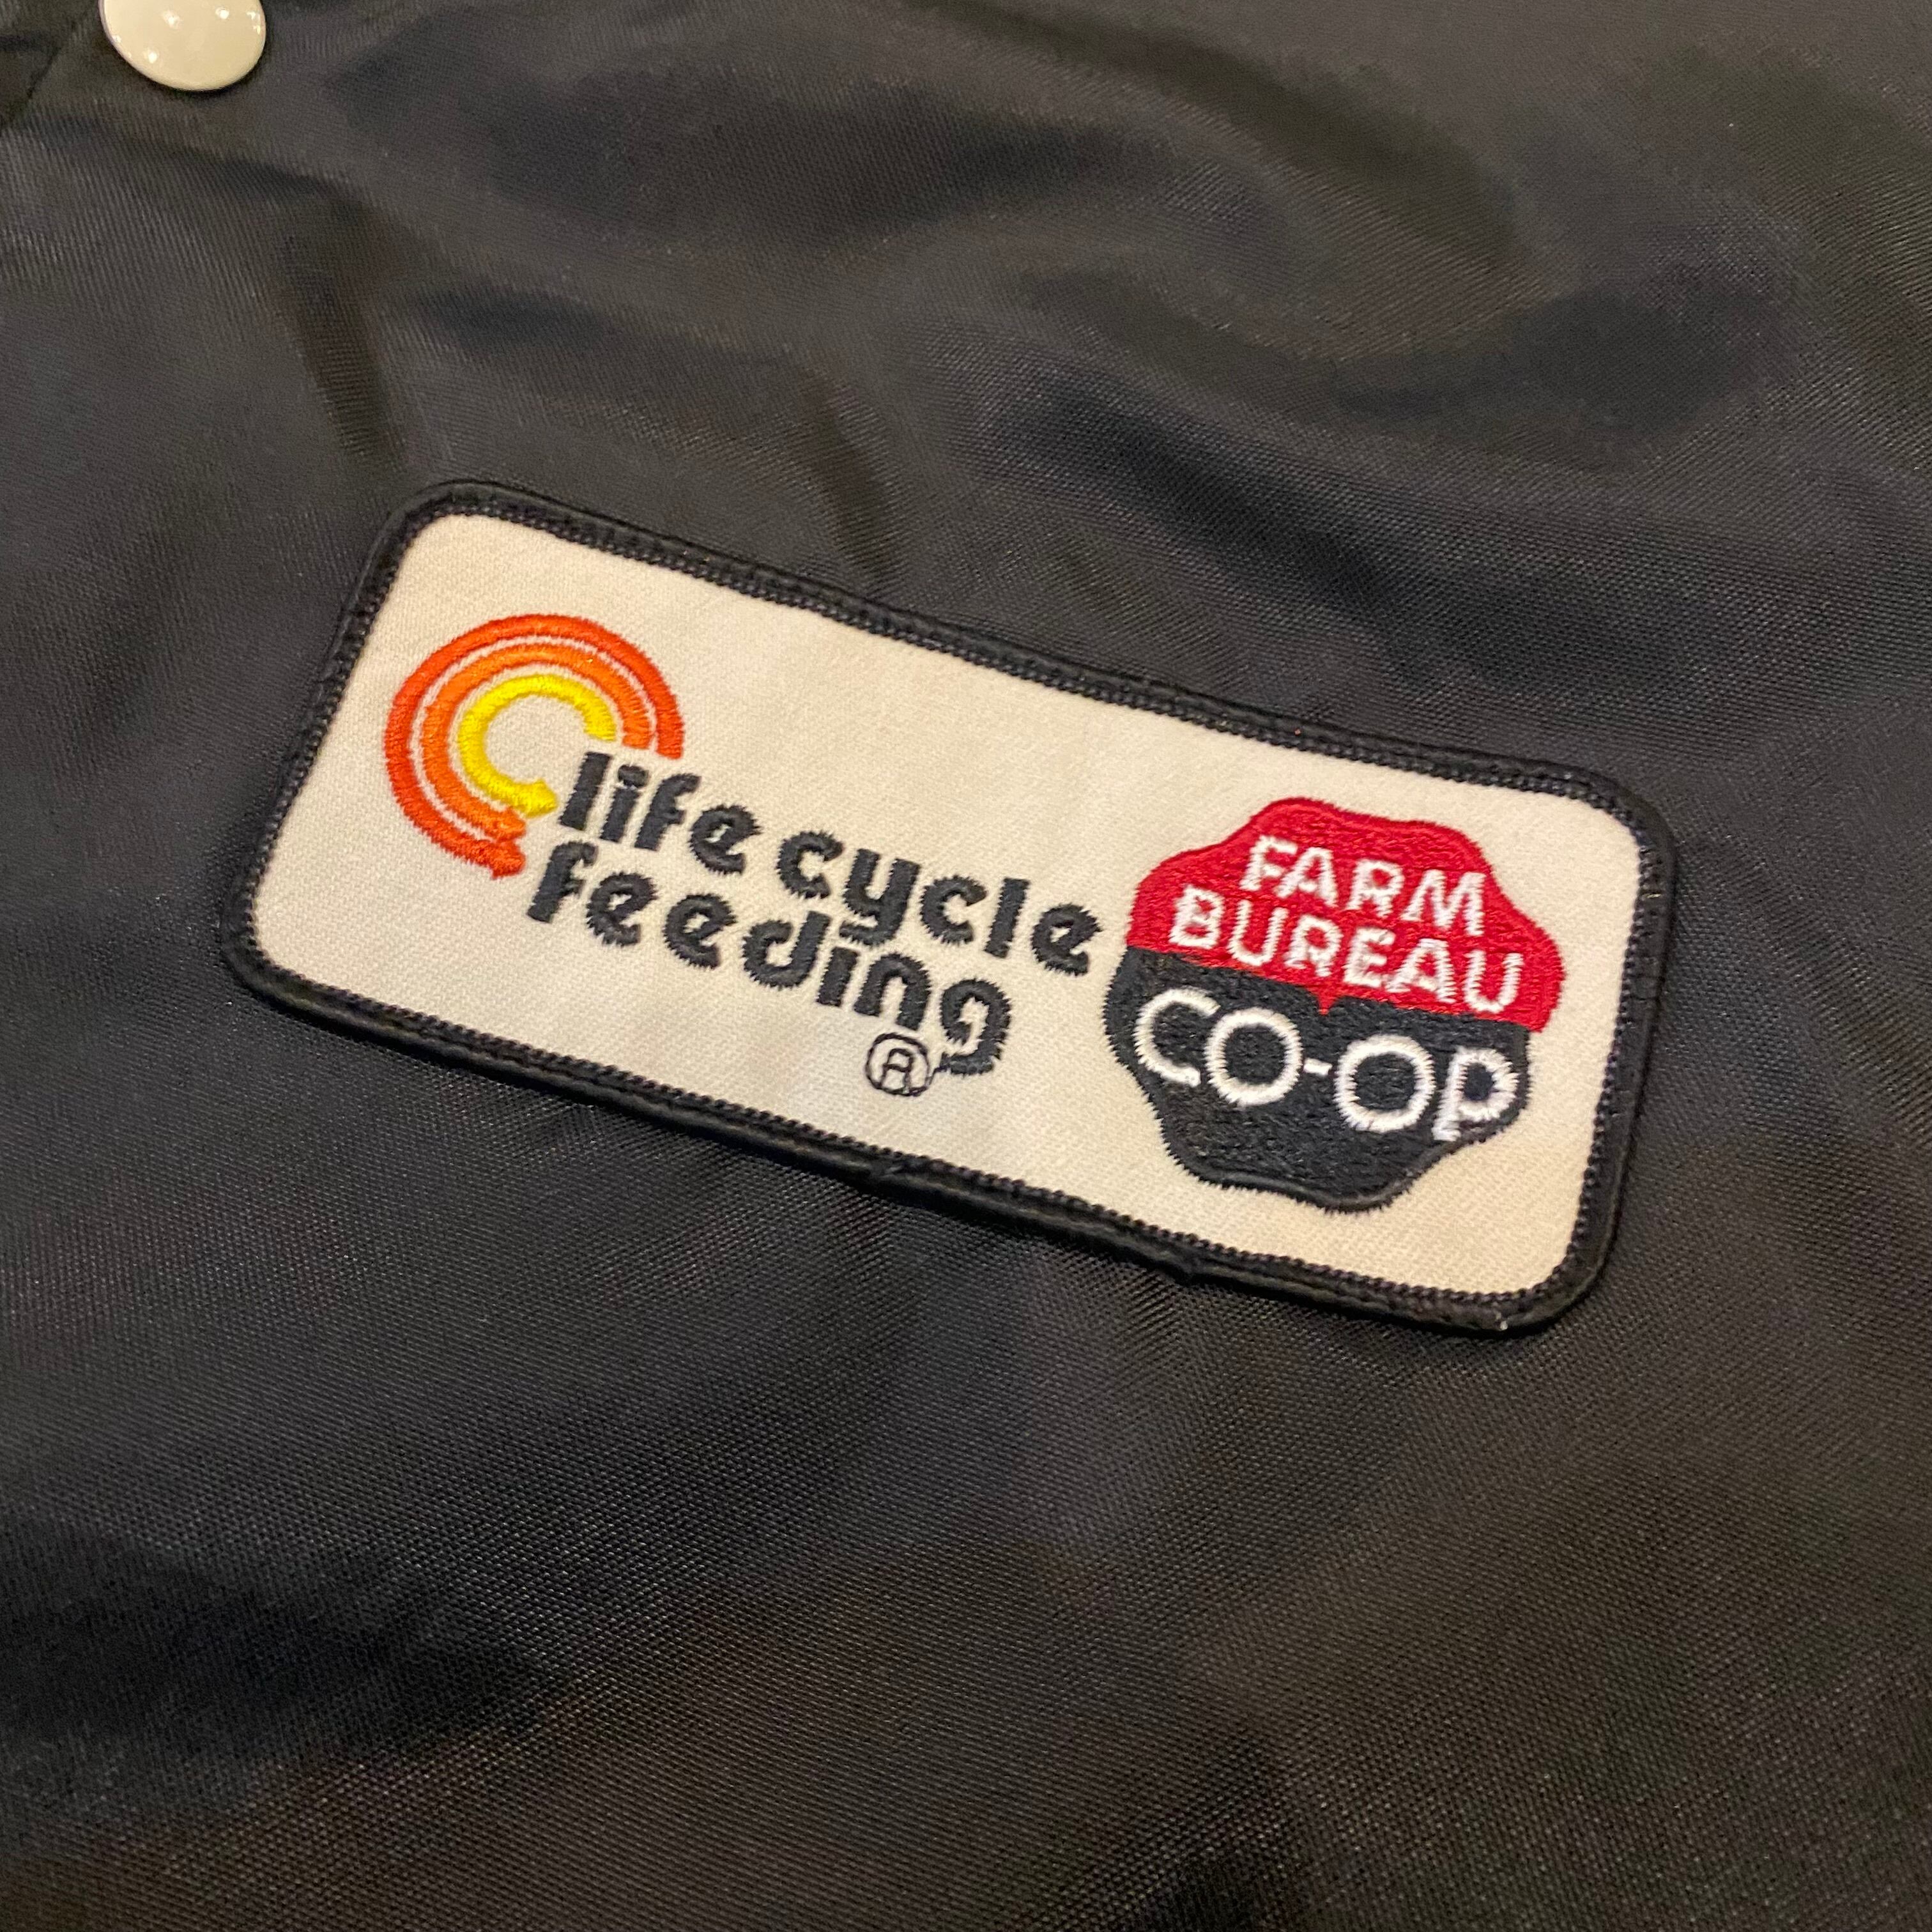 life cycle
feeding
®
FARM
BUREAU
CO-OP